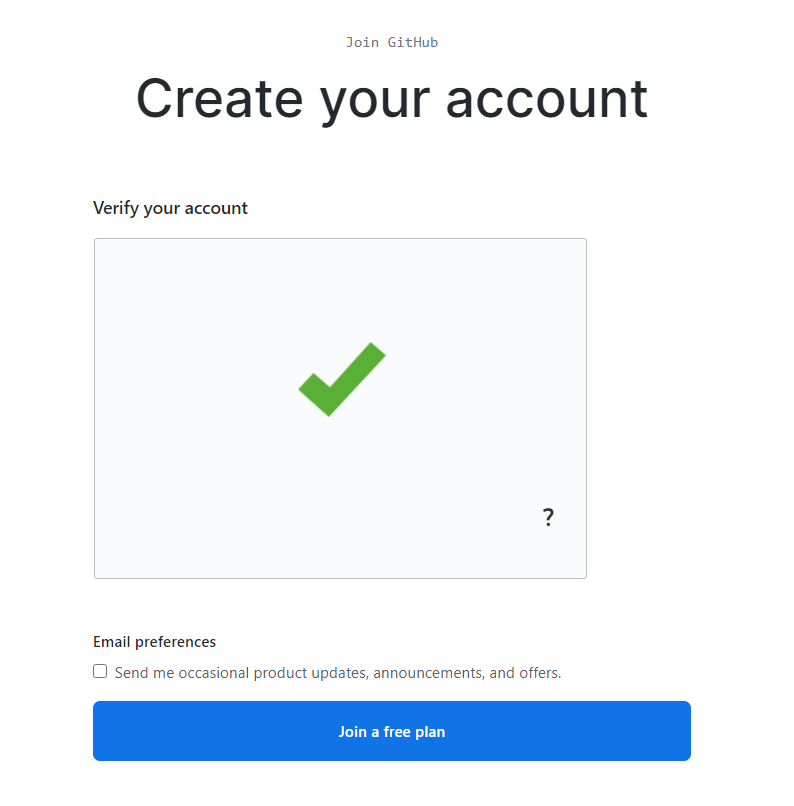 Join GitHub
Create your account
Verify your account
?
Email preferences
Send me occasional product updates, announcements, and offers.
Join a free plan